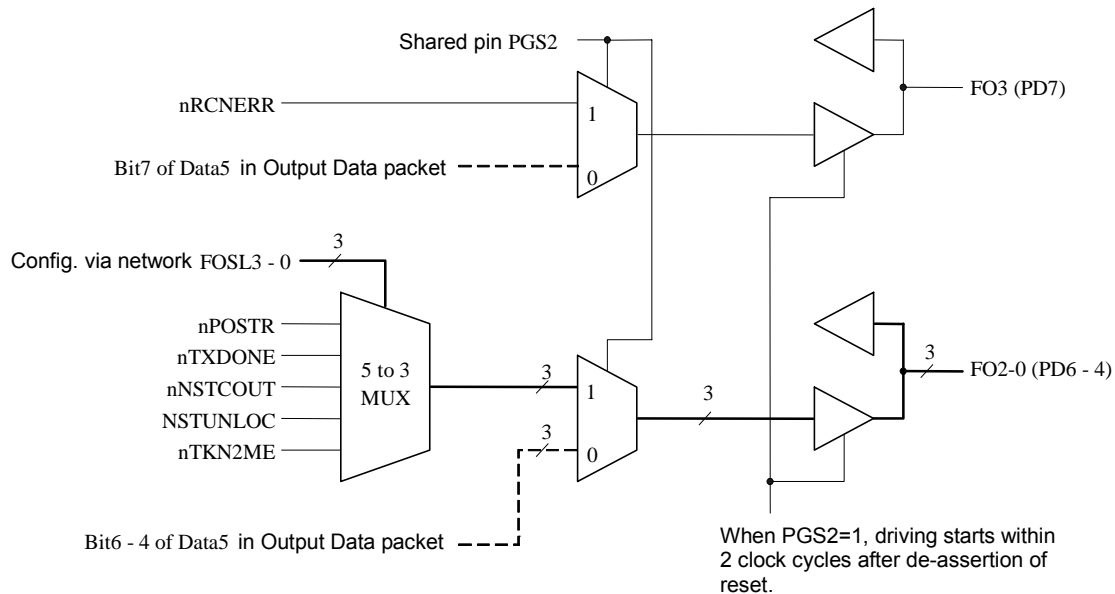 Shared pin PGS2
nRCNERR
1
FO3 (PD7)
Bit7 of Data5 in Output Data packet
0
3
Config. via network FOSL3 - 0
nPOSTR
nTXDONE
nNSTCOUT
NSTUNLOC
nTKN2ME
5 to 3
MUX
3
1
3
3
FO2-0 (PD6 - 4)
3
0
Bit6 - 4 of Data5 in Output Data packet
When PGS2=1, driving starts within
2 clock cycles after de-assertion of
reset.